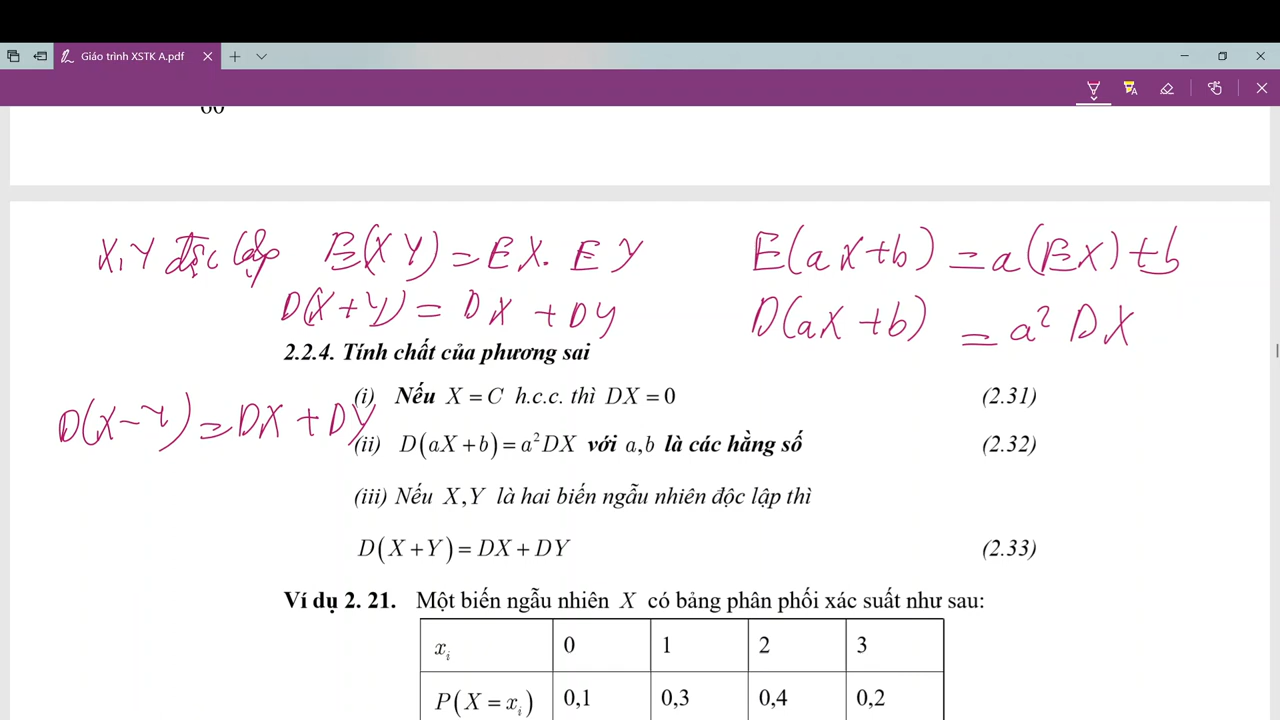 Giáo trình XSTK A.pdf
60
X, Y độc lập E(XY) = EX. EY
E(aX+b) = a(EX)+b
D(X+Y) = DX + DY
D(aX+b) = a² DX
2.2.4. Tính chất của phương sai
(i) Nếu X = C h.c.c. thì DX = 0 (2.31)
D(X−Y) = DX + DY
(ii) D(aX + b) = a²DX với a,b là các hằng số (2.32)
(iii) Nếu X,Y là hai biến ngẫu nhiên độc lập thì
D(X + Y) = DX + DY (2.33)
Ví dụ 2. 21. Một biến ngẫu nhiên X có bảng phân phối xác suất như sau:
xᵢ 0 1 2 3
P(X = xᵢ) 0,1 0,3 0,4 0,2